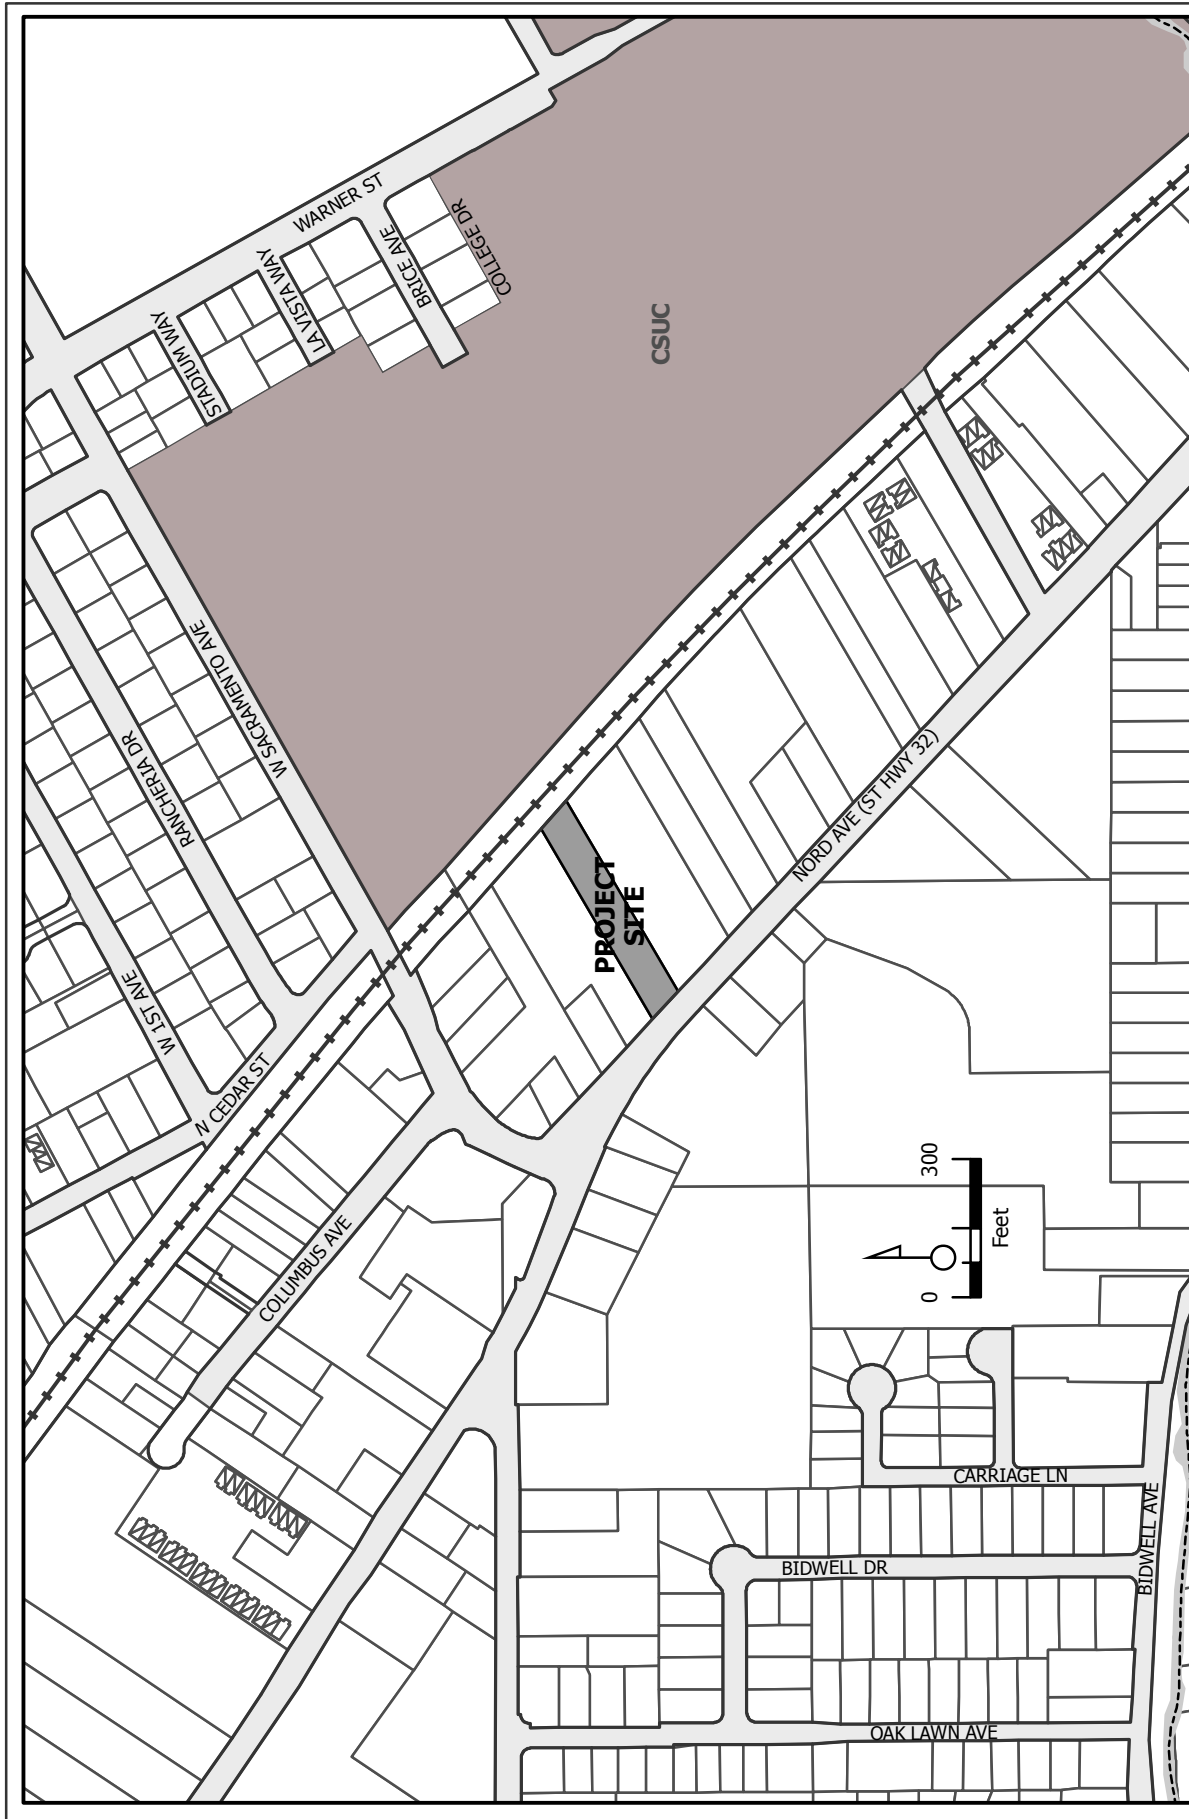 WARNER ST
COLLEGE DR
BRICE AVE
LA VISTA WAY
STADIUM WAY
CSUC
W SACRAMENTO AVE
RANCHERIA DR
NORD AVE (ST HWY 32)
PROJECT
SITE
W 1ST AVE
N CEDAR ST
COLUMBUS AVE
300
Feet
0
CARRIAGE LN
BIDWELL AVE
BIDWELL DR
OAK LAWN AVE